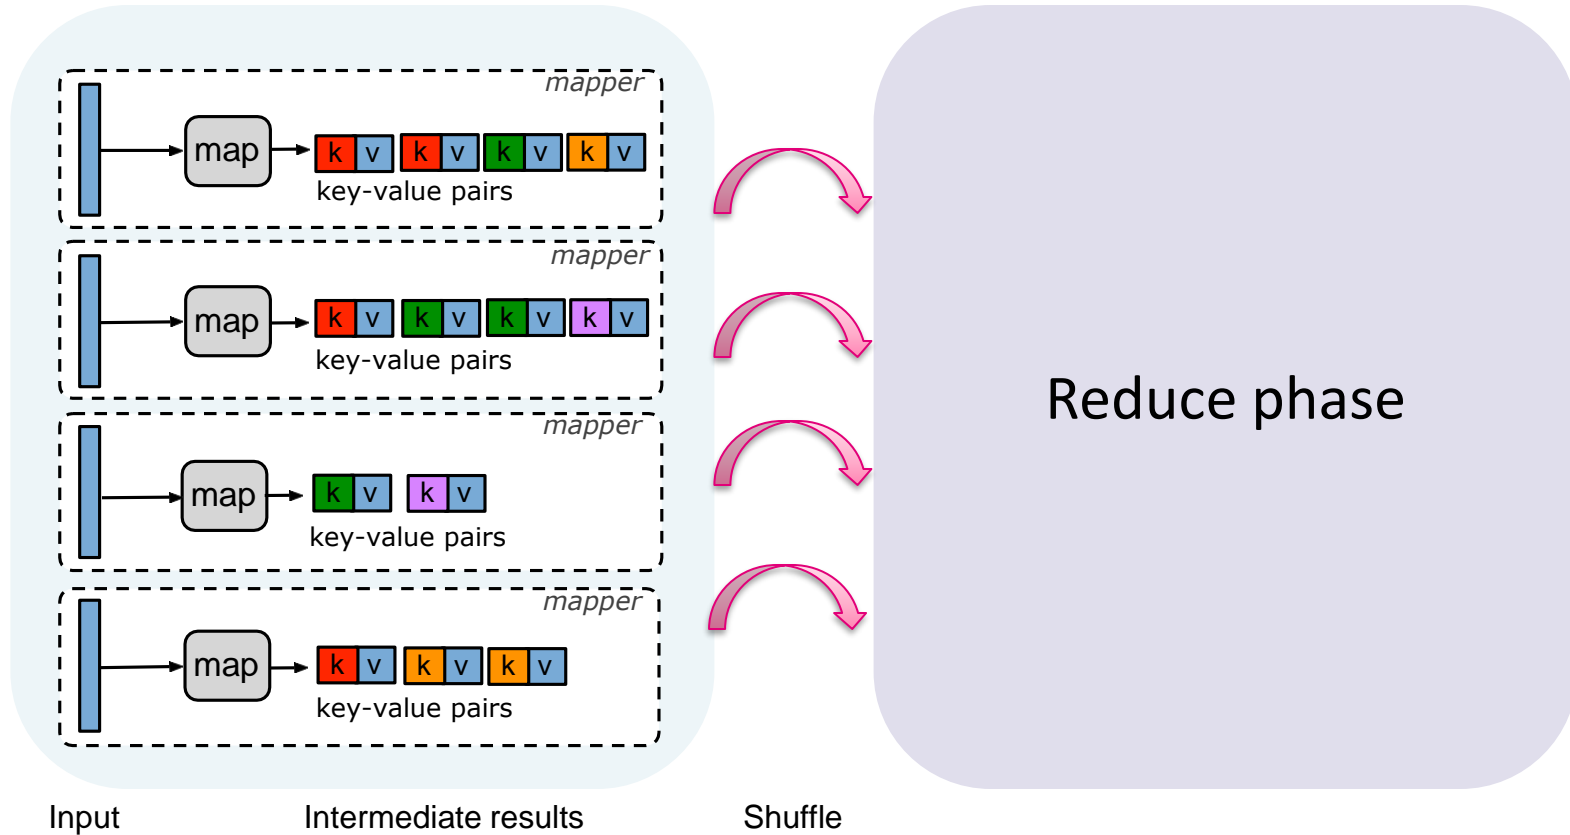 mapper
map
k v k v k v k v
key-value pairs
mapper
map
k v k v k v k v
key-value pairs
mapper
map
k v k v
key-value pairs
mapper
map
k v k v k v
key-value pairs
Reduce phase
Input Intermediate results Shuffle